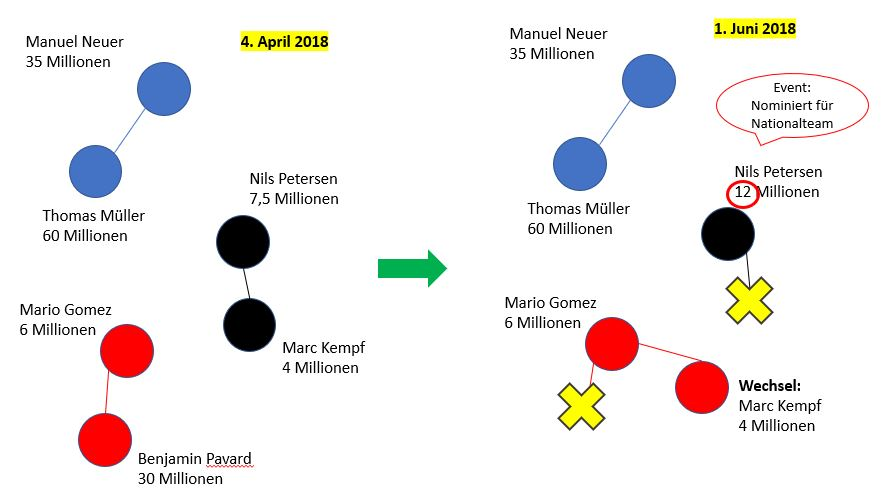 4. April 2018
Manuel Neuer
35 Millionen
Thomas Müller
60 Millionen
Nils Petersen
7,5 Millionen
Mario Gomez
6 Millionen
Marc Kempf
4 Millionen
Benjamin Pavard
30 Millionen
1. Juni 2018
Manuel Neuer
35 Millionen
Event:
Nominiert für
Nationalteam
Nils Petersen
12 Millionen
Thomas Müller
60 Millionen
Mario Gomez
6 Millionen
Wechsel:
Marc Kempf
4 Millionen